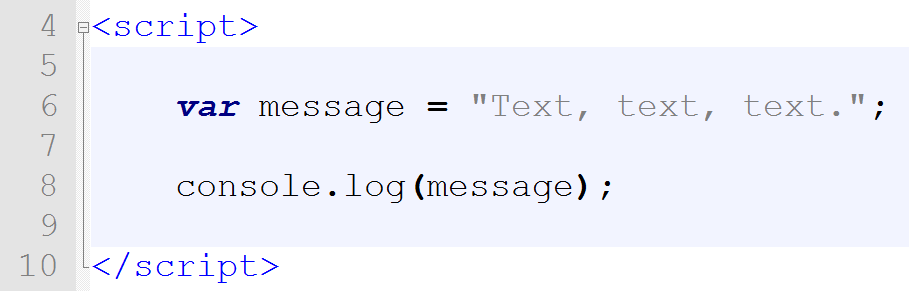 4 <script>
5
6 var message = "Text, text, text.";
7
8 console.log(message);
9
10 </script>